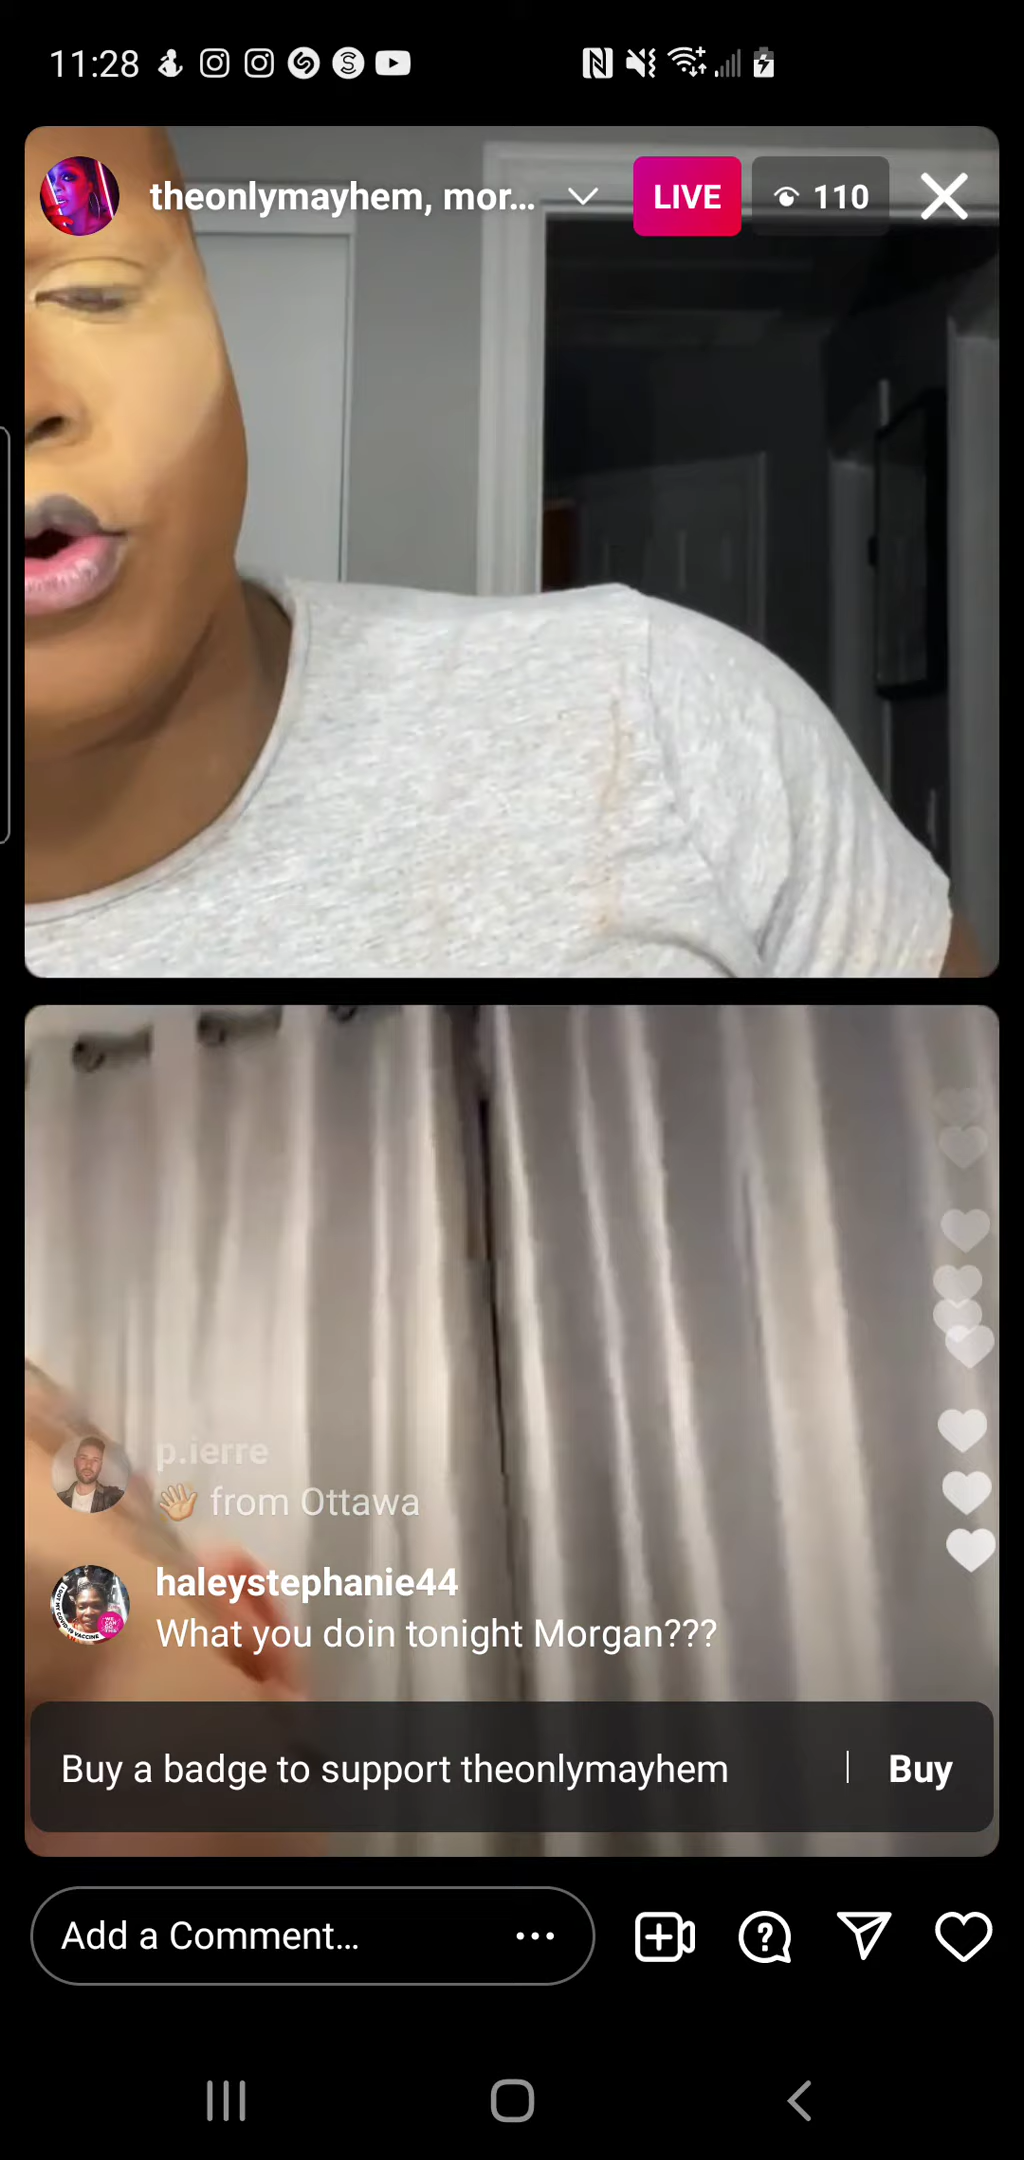 11:28
theonlymayhem, mor...
LIVE
110
p.ierre
👋🏼 from Ottawa
haleystephanie44
What you doin tonight Morgan???
Buy a badge to support theonlymayhem | Buy
Add a Comment...